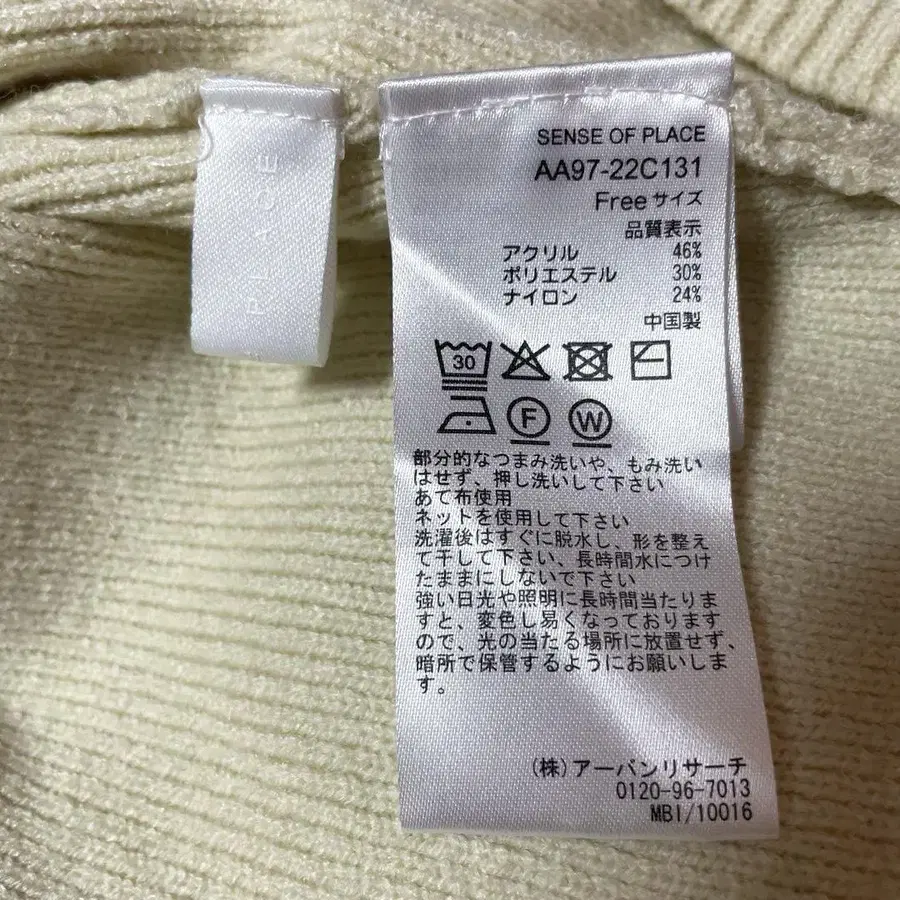 PLACE
SENSE OF PLACE
AA97-22C131
Freeサイズ
品質表示
アクリル 46%
ポリエステル 30%
ナイロン 24%
中国製
30
F W
部分的なつまみ洗いや、もみ洗い
はせず、押し洗いして下さい
あて布使用
ネットを使用して下さい
洗濯後はすぐに脱水し、形を整え
て干して下さい、長時間水につけ
たままにしないで下さい
強い日光や照明に長時間当たりま
すと、変色し易くなっております
ので、光の当たる場所に放置せず、
暗所で保管するようにお願いしま
す。
(株)アーバンリサーチ
0120-96-7013
MBI/10016